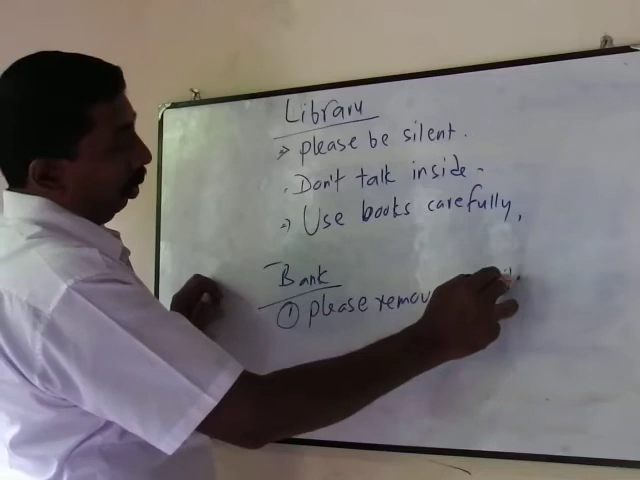 Library
please be silent.
Don't talk inside.
Use books carefully,
Bank
① please remov